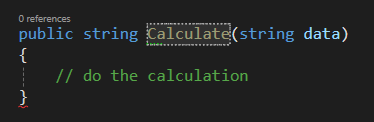 0 references
public string Calculate(string data)
{
// do the calculation
}